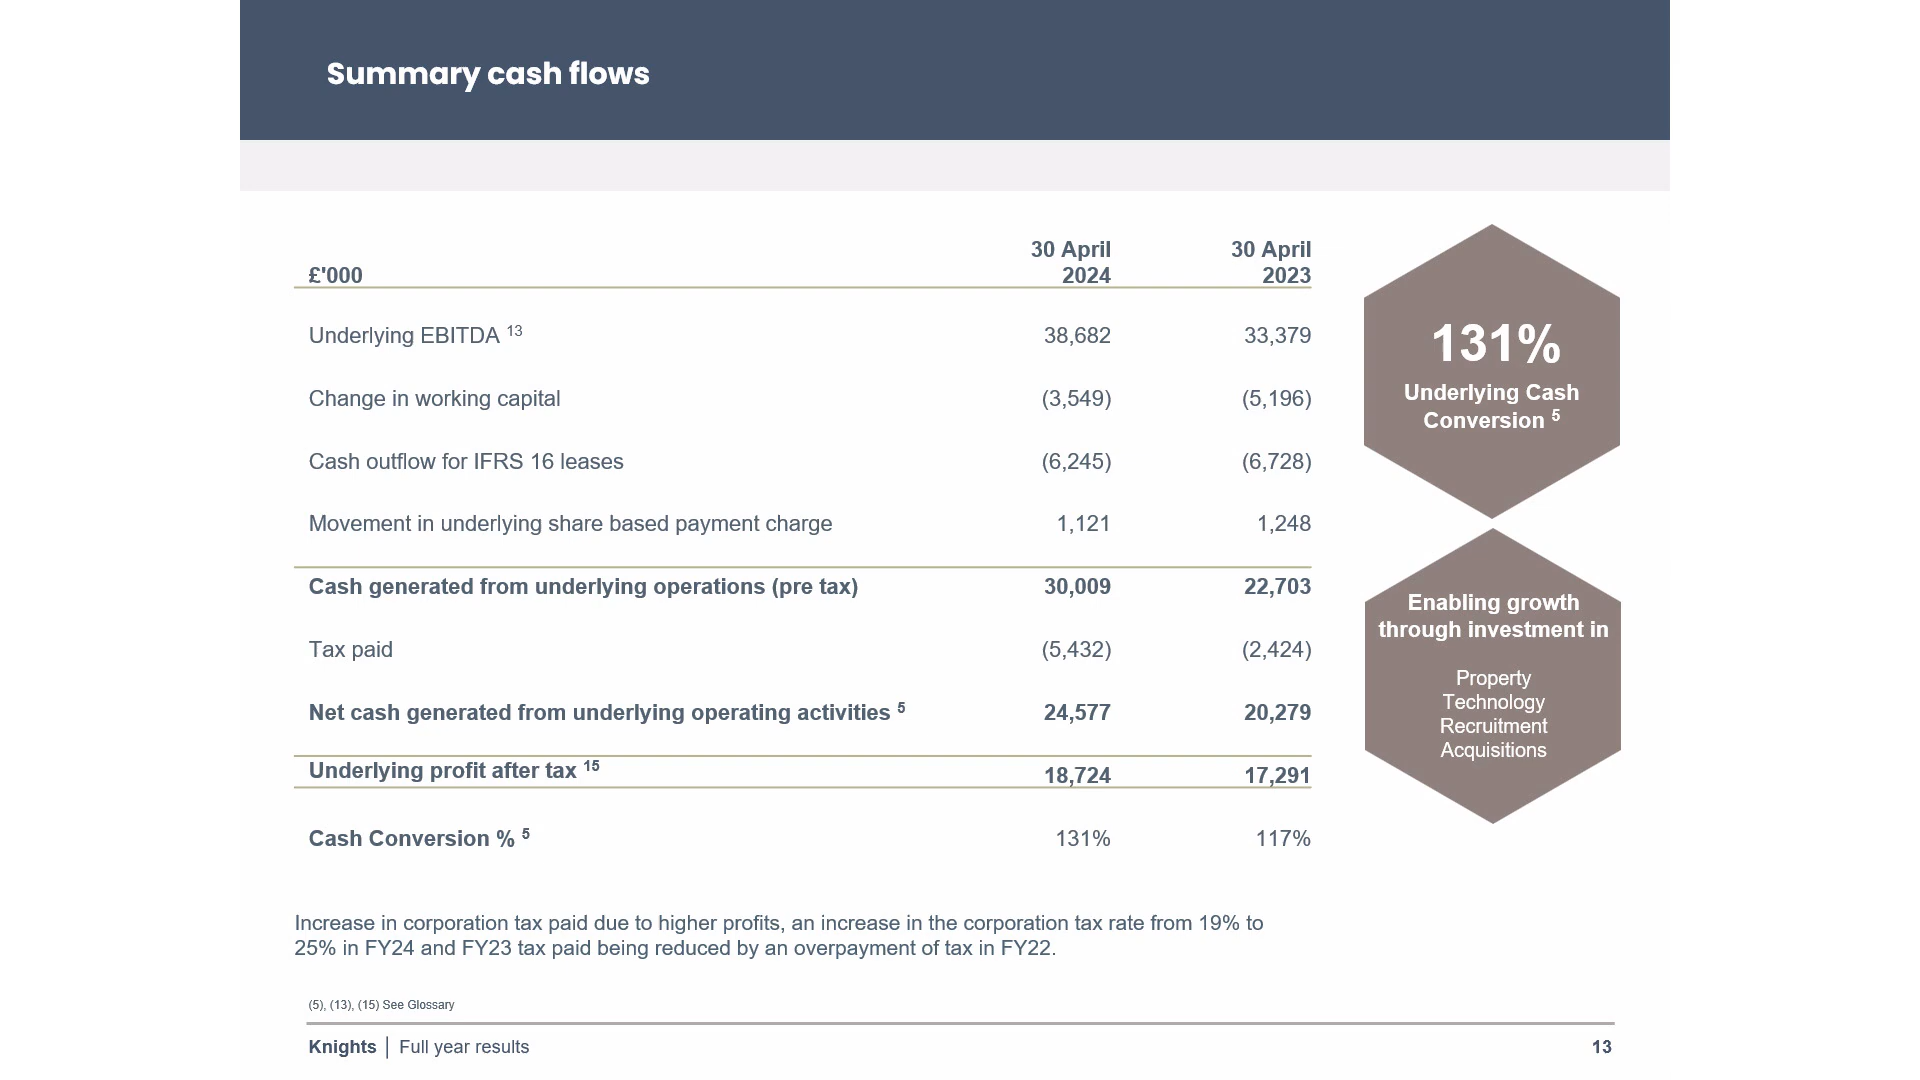 Summary cash flows
£'000 30 April 2024 30 April 2023
Underlying EBITDA 13 38,682 33,379
Change in working capital (3,549) (5,196)
Cash outflow for IFRS 16 leases (6,245) (6,728)
Movement in underlying share based payment charge 1,121 1,248
Cash generated from underlying operations (pre tax) 30,009 22,703
Tax paid (5,432) (2,424)
Net cash generated from underlying operating activities 5 24,577 20,279
Underlying profit after tax 15 18,724 17,291
Cash Conversion % 5 131% 117%
131%
Underlying Cash
Conversion 5
Enabling growth
through investment in
Property
Technology
Recruitment
Acquisitions
Increase in corporation tax paid due to higher profits, an increase in the corporation tax rate from 19% to
25% in FY24 and FY23 tax paid being reduced by an overpayment of tax in FY22.
(5), (13), (15) See Glossary
Knights | Full year results 13